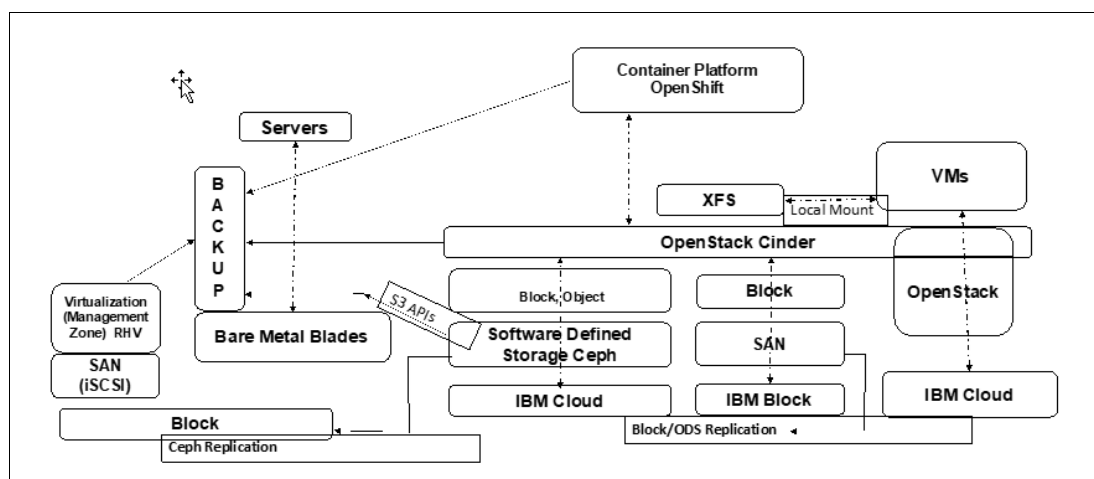 Container Platform
OpenShift
Servers
B
A
C
K
U
P
VMs
XFS
Local Mount
OpenStack Cinder
Block, Object
Block
OpenStack
S3 APIs
Virtualization
(Management
Zone) RHV
Bare Metal Blades
Software Defined
Storage Ceph
SAN
SAN
(iSCSI)
IBM Cloud
IBM Block
IBM Cloud
Block
Block/ODS Replication
Ceph Replication